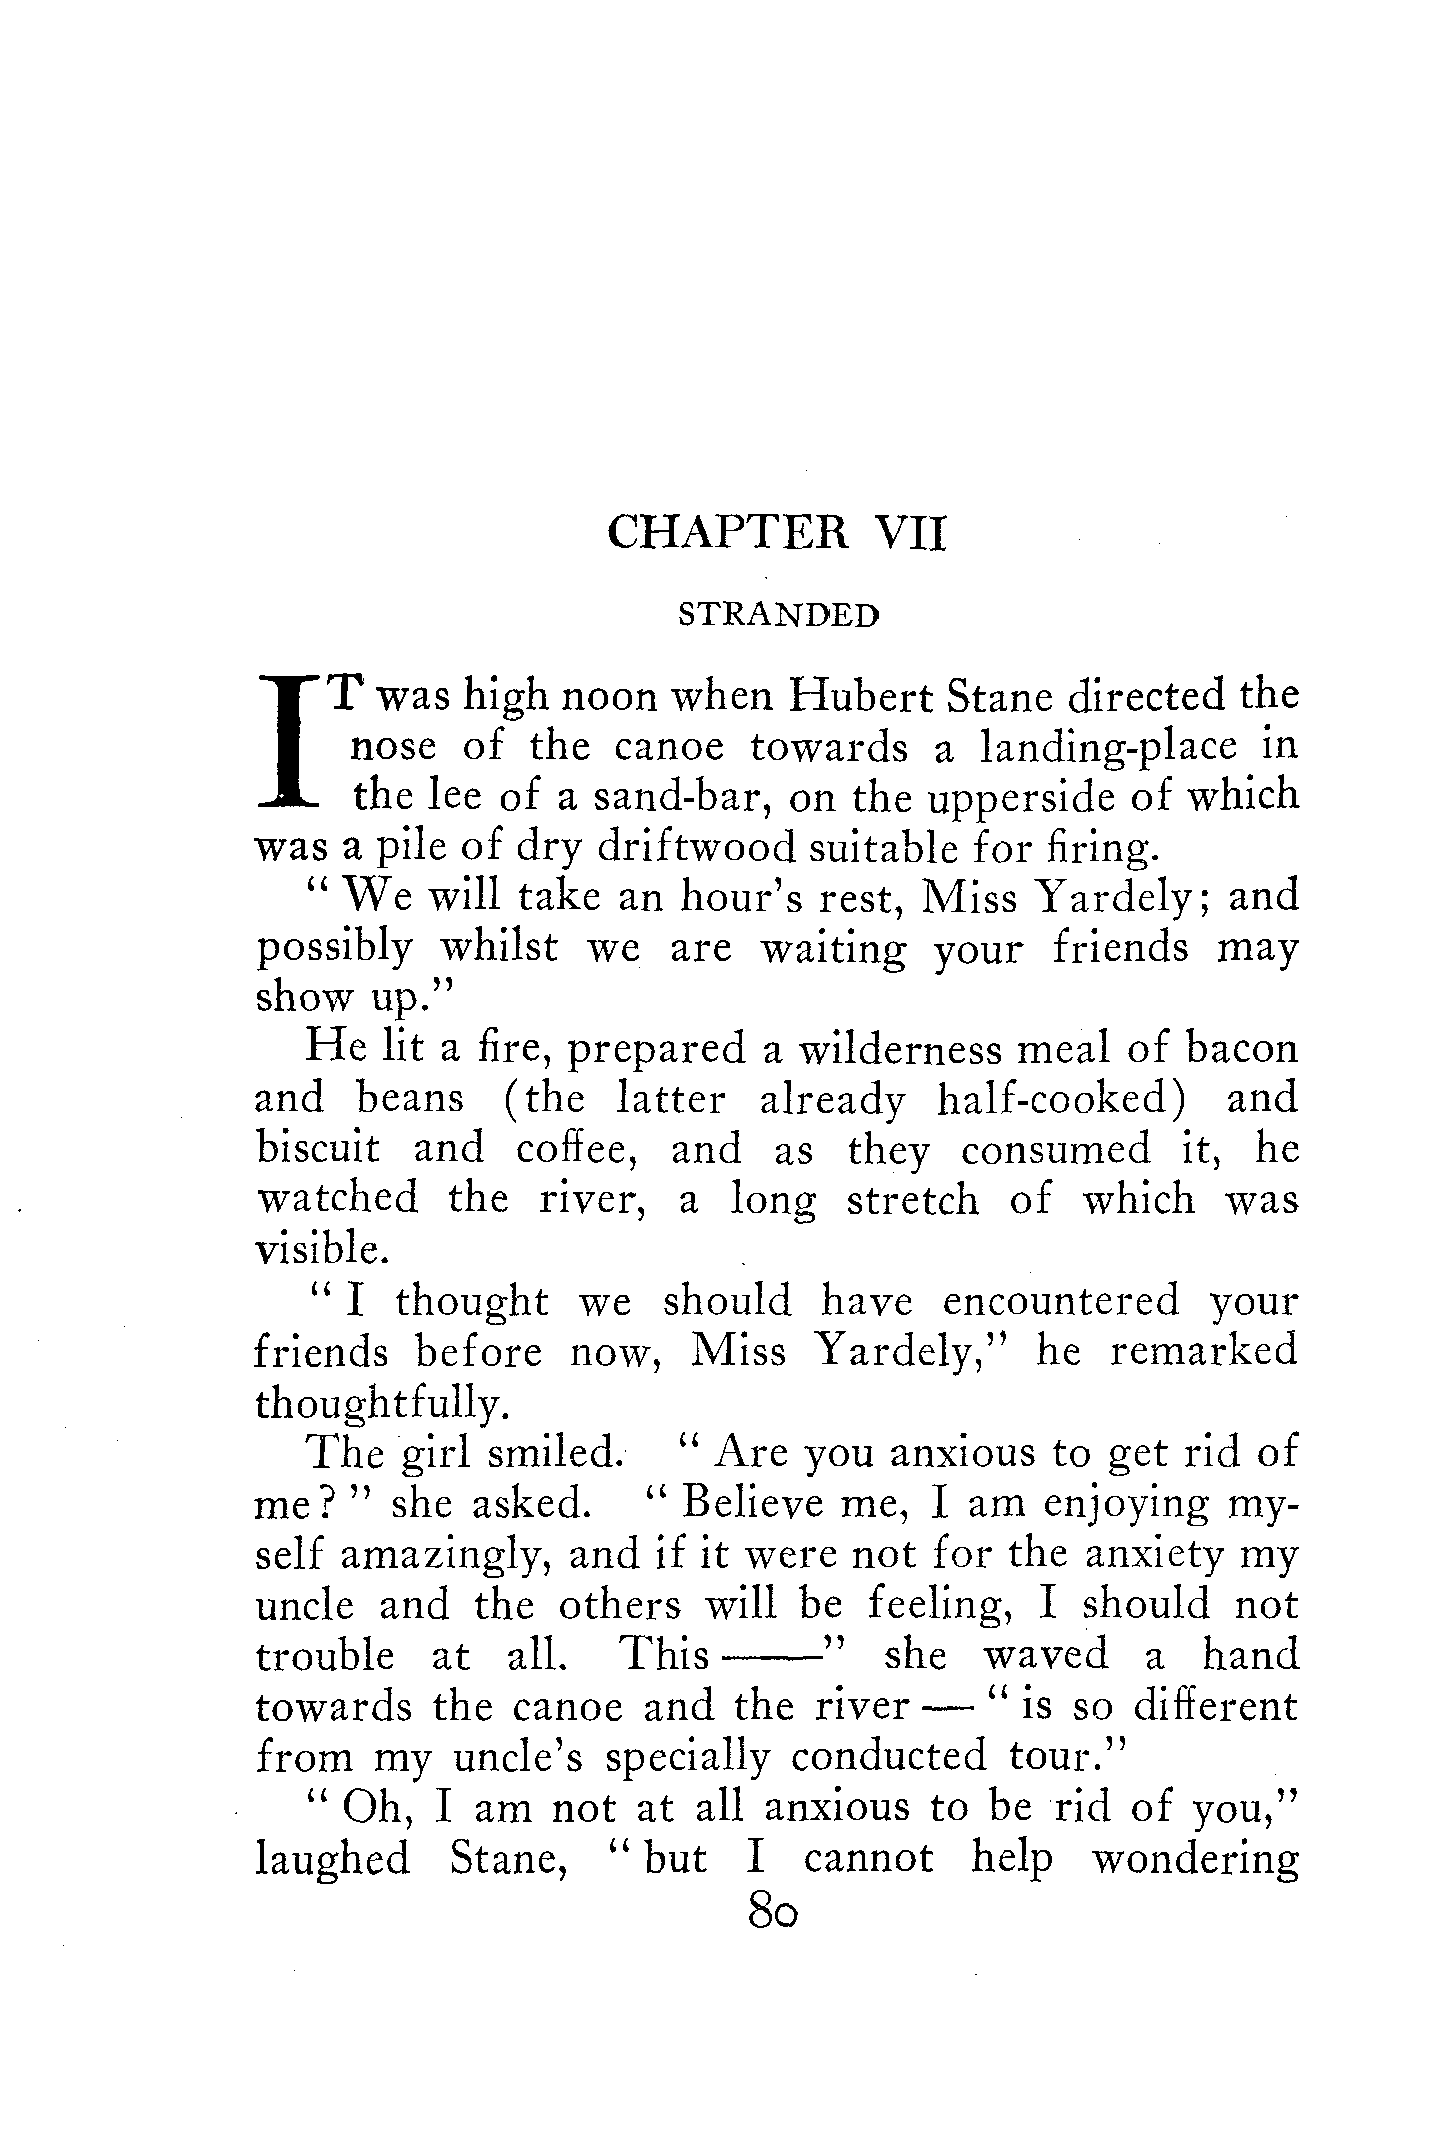 CHAPTER VII
STRANDED
IT was high noon when Hubert Stane directed the
nose of the canoe towards a landing-place in
the lee of a sand-bar, on the upperside of which
was a pile of dry driftwood suitable for firing.
“ We will take an hour’s rest, Miss Yardely; and
possibly whilst we are waiting your friends may
show up.”
He lit a fire, prepared a wilderness meal of bacon
and beans (the latter already half-cooked) and
biscuit and coffee, and as they consumed it, he
watched the river, a long stretch of which was
visible.
“ I thought we should have encountered your
friends before now, Miss Yardely,” he remarked
thoughtfully.
The girl smiled. “ Are you anxious to get rid of
me? ” she asked. “ Believe me, I am enjoying my-
self amazingly, and if it were not for the anxiety my
uncle and the others will be feeling, I should not
trouble at all. This ——” she waved a hand
towards the canoe and the river — “ is so different
from my uncle’s specially conducted tour.”
“ Oh, I am not at all anxious to be rid of you,”
laughed Stane, “ but I cannot help wondering
80